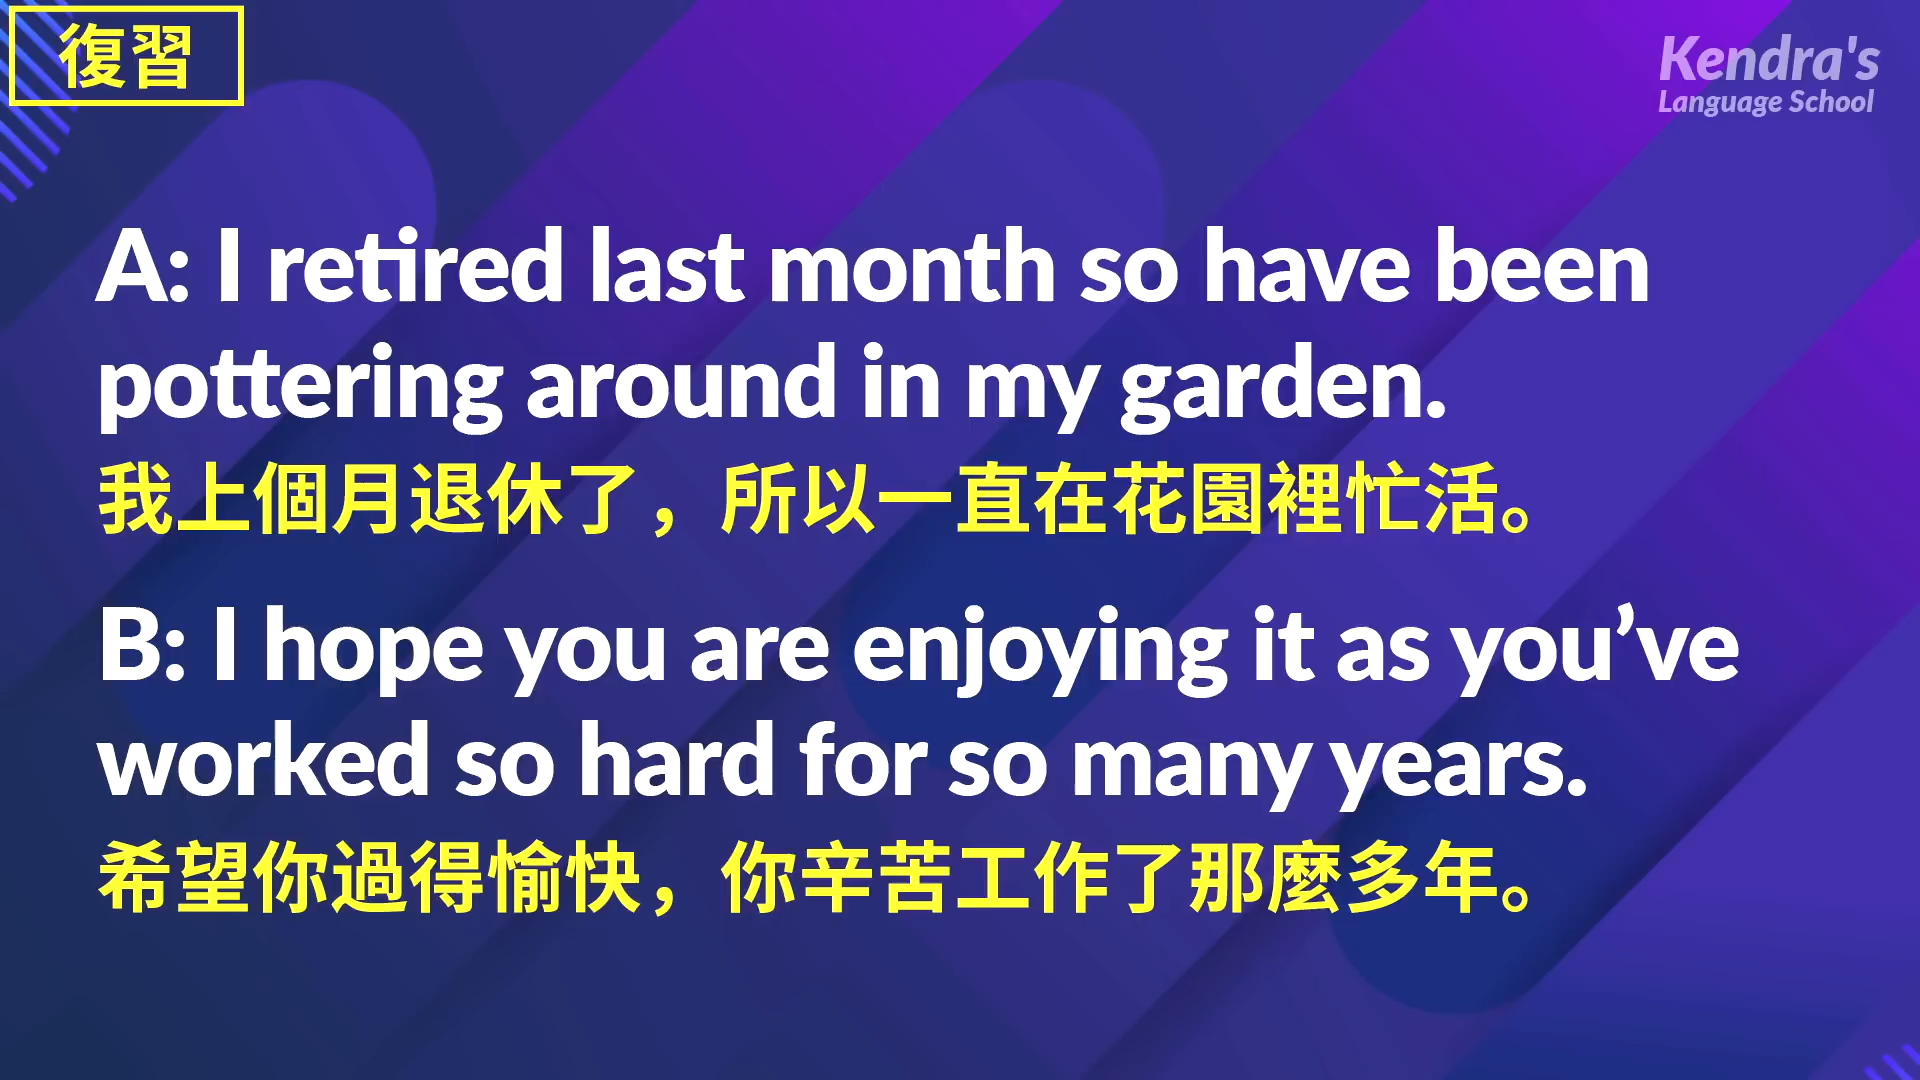 復習
Kendra's
Language School
A: I retired last month so have been
pottering around in my garden.
我上個月退休了，所以一直在花園裡忙活。
B: I hope you are enjoying it as you’ve
worked so hard for so many years.
希望你過得愉快，你辛苦工作了那麼多年。